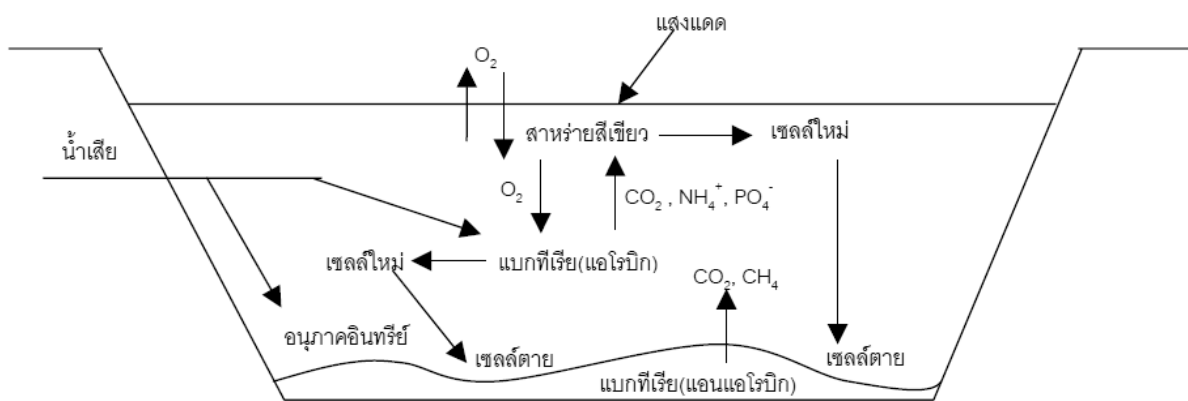 แสงแดด
O₂
สาหร่ายสีเขียว
เซลล์ใหม่
น้ำเสีย
O₂
CO₂ , NH₄⁺, PO₄⁻
เซลล์ใหม่
แบกทีเรีย(แอโรบิก)
CO₂, CH₄
อนุภาคอินทรีย์
เซลล์ตาย
เซลล์ตาย
แบกทีเรีย(แอนแอโรบิก)